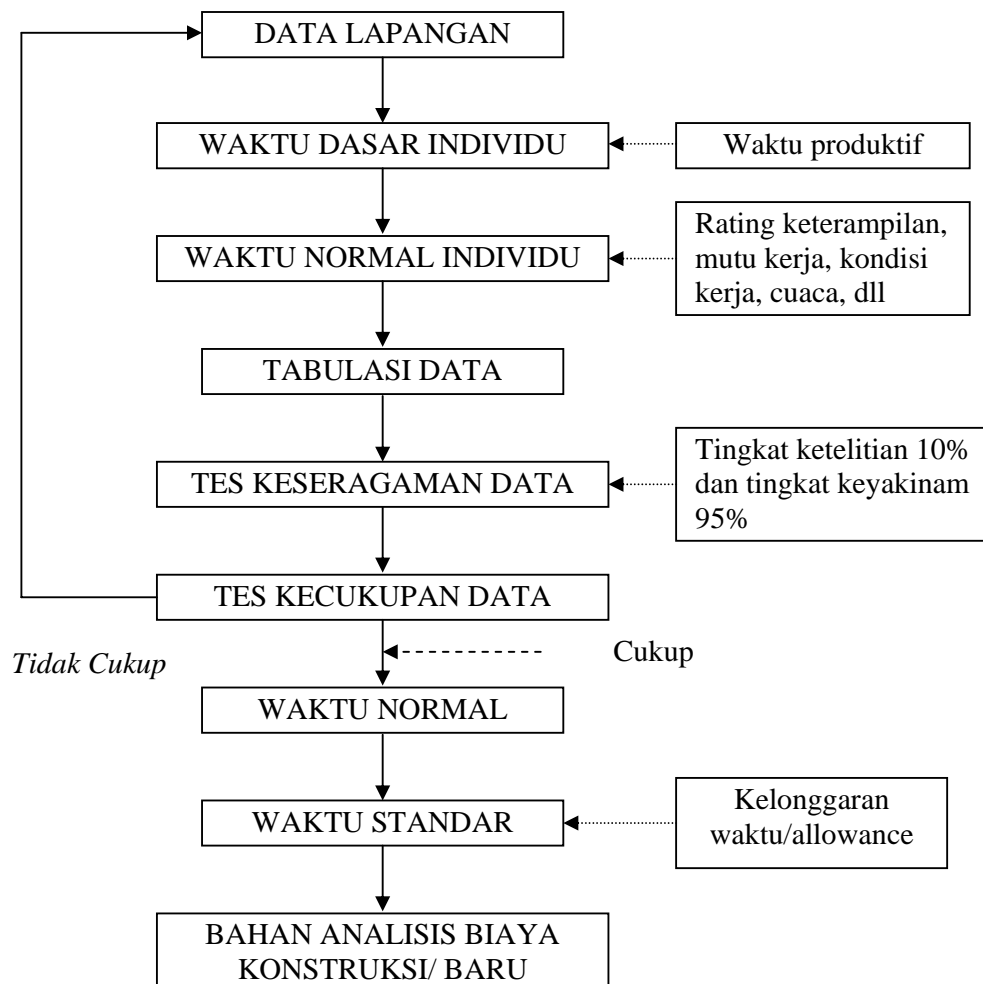 DATA LAPANGAN
WAKTU DASAR INDIVIDU
Waktu produktif
WAKTU NORMAL INDIVIDU
Rating keterampilan,
mutu kerja, kondisi
kerja, cuaca, dll
TABULASI DATA
TES KESERAGAMAN DATA
Tingkat ketelitian 10%
dan tingkat keyakinam
95%
TES KECUKUPAN DATA
Tidak Cukup
Cukup
WAKTU NORMAL
WAKTU STANDAR
Kelonggaran
waktu/allowance
BAHAN ANALISIS BIAYA
KONSTRUKSI/ BARU